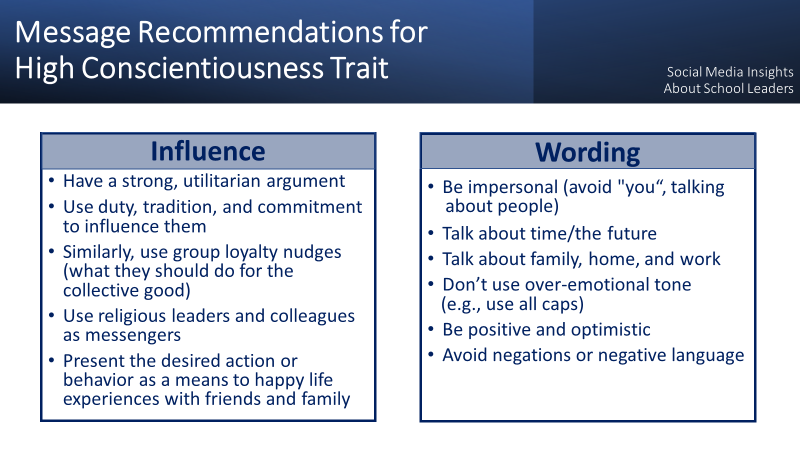 Message Recommendations for
High Conscientiousness Trait
Social Media Insights
About School Leaders
Influence
• Have a strong, utilitarian argument
• Use duty, tradition, and commitment
to influence them
• Similarly, use group loyalty nudges
(what they should do for the
collective good)
• Use religious leaders and colleagues
as messengers
• Present the desired action or
behavior as a means to happy life
experiences with friends and family
Wording
• Be impersonal (avoid "you“, talking
about people)
• Talk about time/the future
• Talk about family, home, and work
• Don’t use over-emotional tone
(e.g., use all caps)
• Be positive and optimistic
• Avoid negations or negative language